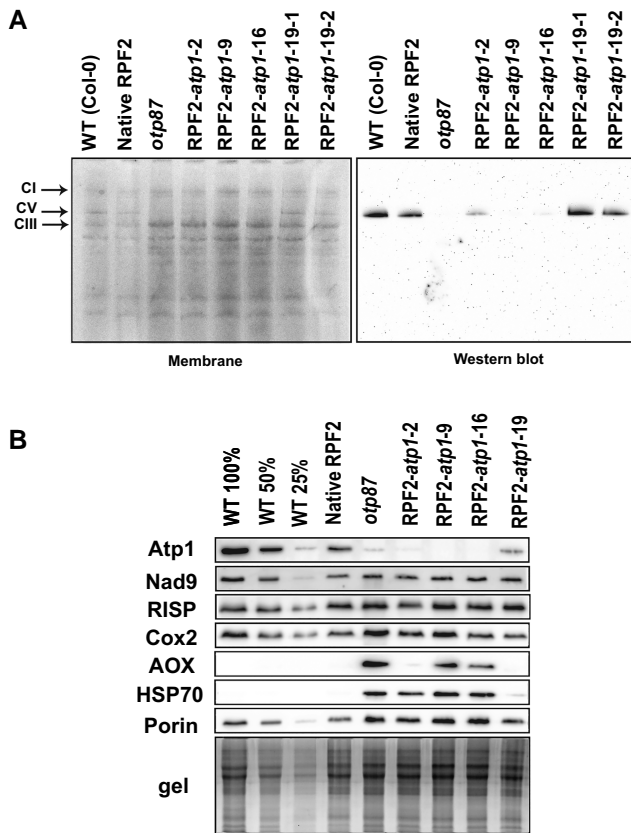 A
WT (Col-0)
Native RPF2
otp87
RPF2-atp1-2
RPF2-atp1-9
RPF2-atp1-16
RPF2-atp1-19-1
RPF2-atp1-19-2
WT (Col-0)
Native RPF2
otp87
RPF2-atp1-2
RPF2-atp1-9
RPF2-atp1-16
RPF2-atp1-19-1
RPF2-atp1-19-2
CI
CV
CIII
Membrane
Western blot
B
WT 100%
WT 50%
WT 25%
Native RPF2
otp87
RPF2-atp1-2
RPF2-atp1-9
RPF2-atp1-16
RPF2-atp1-19
Atp1
Nad9
RISP
Cox2
AOX
HSP70
Porin
gel